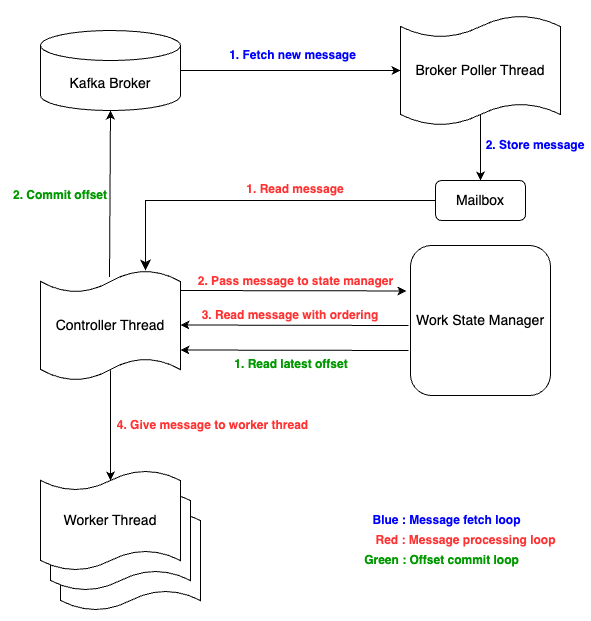 1. Fetch new message
Kafka Broker
Broker Poller Thread
2. Store message
2. Commit offset
1. Read message
Mailbox
2. Pass message to state manager
3. Read message with ordering
Controller Thread
Work State Manager
1. Read latest offset
4. Give message to worker thread
Worker Thread
Blue : Message fetch loop
Red : Message processing loop
Green : Offset commit loop